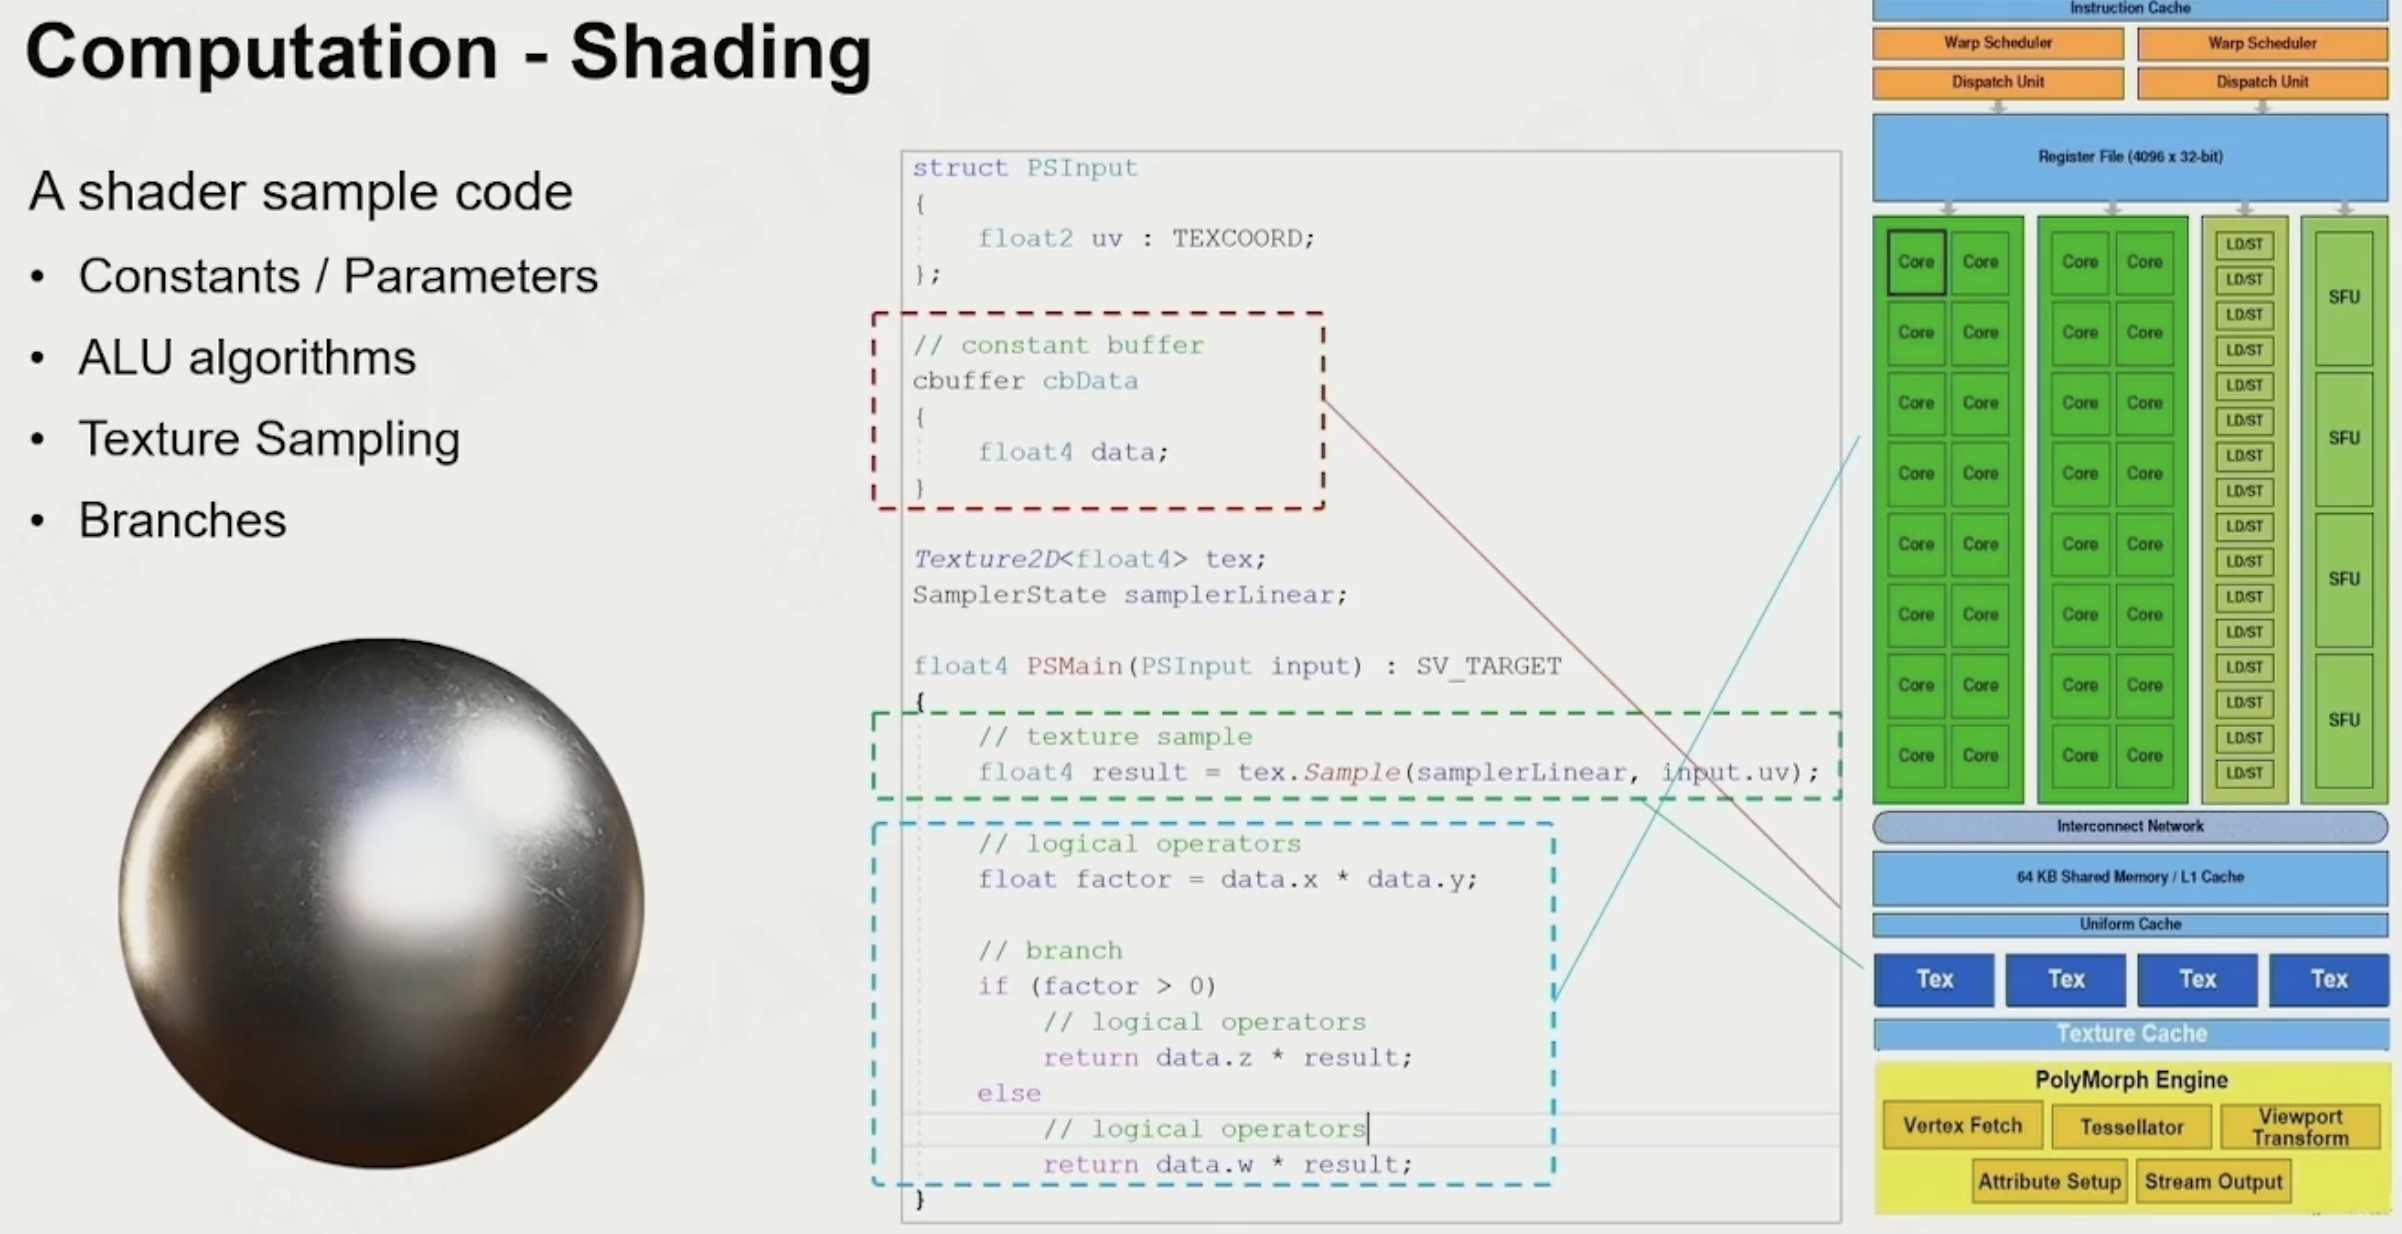 Computation - Shading
A shader sample code
• Constants / Parameters
• ALU algorithms
• Texture Sampling
• Branches
struct PSInput
{
float2 uv : TEXCOORD;
};
// constant buffer
cbuffer cbData
{
float4 data;
}
Texture2D<float4> tex;
SamplerState samplerLinear;
float4 PSMain(PSInput input) : SV_TARGET
{
// texture sample
float4 result = tex.Sample(samplerLinear, input.uv);
// logical operators
float factor = data.x * data.y;
// branch
if (factor > 0)
// logical operators
return data.z * result;
else
// logical operators
return data.w * result;
}
Instruction Cache
Warp Scheduler Warp Scheduler
Dispatch Unit Dispatch Unit
Register File (4096 x 32-bit)
Core Core Core Core LD/ST
LD/ST
SFU
LD/ST
Core Core Core Core
LD/ST
LD/ST
Core Core Core Core
LD/ST
SFU
LD/ST
Core Core Core Core
LD/ST
LD/ST
Core Core Core Core
LD/ST
SFU
LD/ST
Core Core Core Core
LD/ST
LD/ST
Core Core Core Core
LD/ST
SFU
LD/ST
Core Core Core Core
LD/ST
Interconnect Network
64 KB Shared Memory / L1 Cache
Uniform Cache
Tex Tex Tex Tex
Texture Cache
PolyMorph Engine
Vertex Fetch Tessellator Viewport Transform
Attribute Setup Stream Output